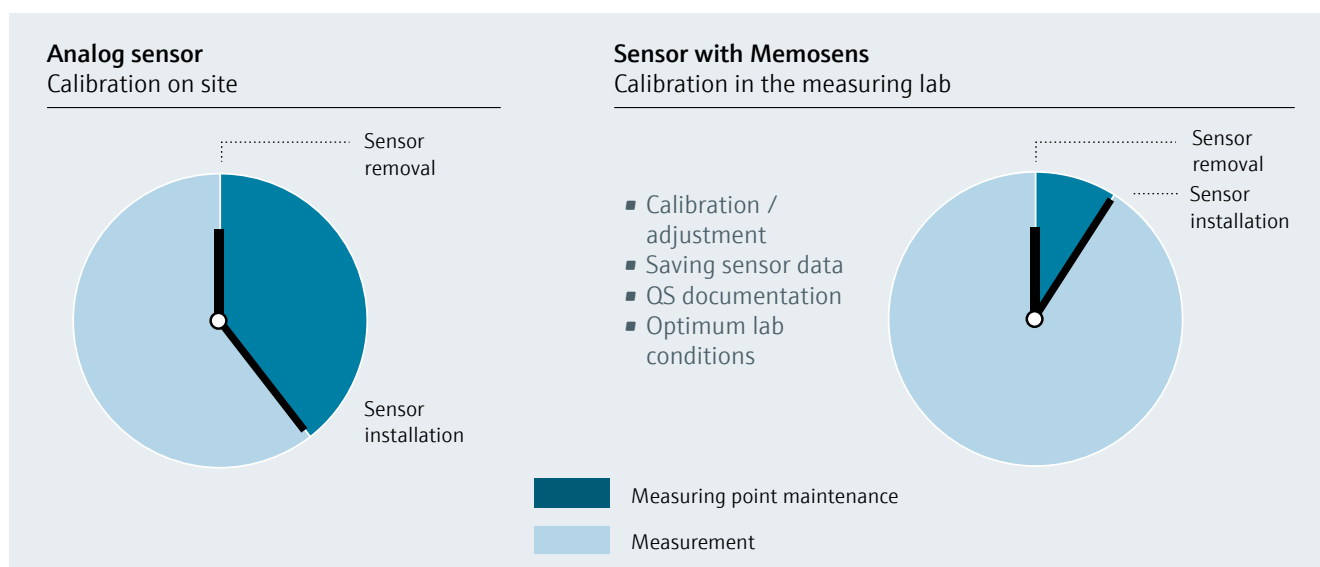 Analog sensor
Calibration on site
Sensor
removal
Sensor
installation
Sensor with Memosens
Calibration in the measuring lab
▪ Calibration /
adjustment
▪ Saving sensor data
▪ QS documentation
▪ Optimum lab
conditions
Sensor
removal
Sensor
installation
Measuring point maintenance
Measurement